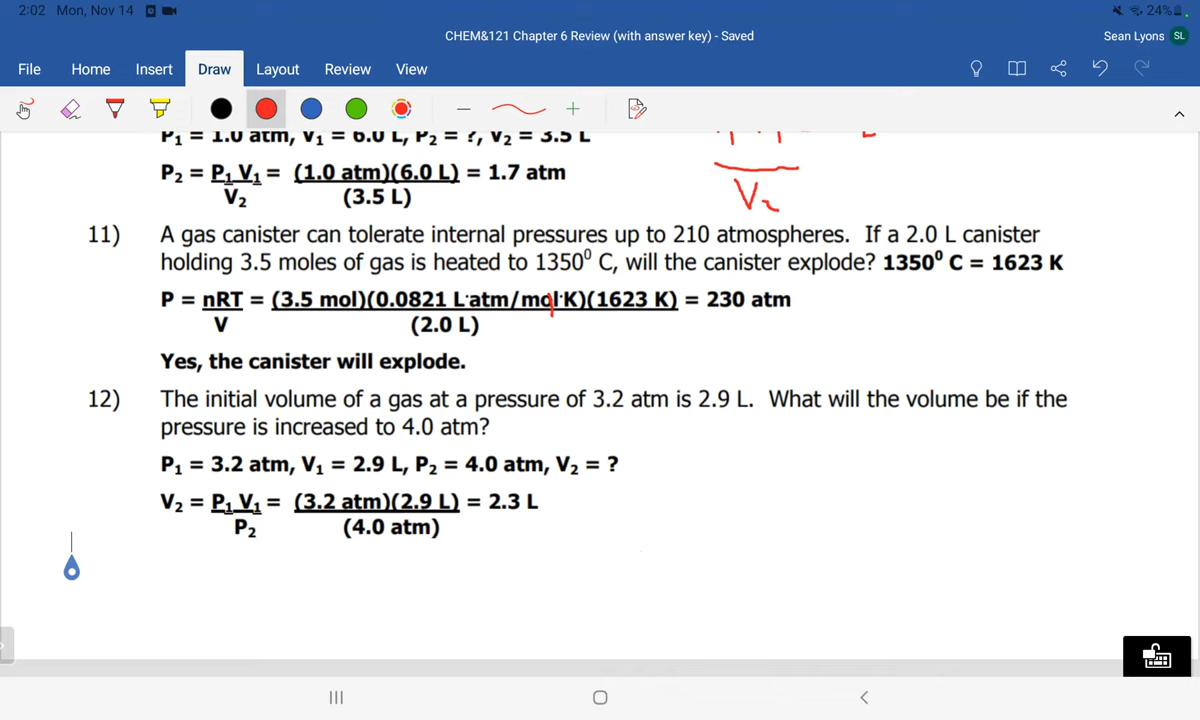 2:02 Mon, Nov 14
24%
CHEM&121 Chapter 6 Review (with answer key) - Saved
Sean Lyons SL
File Home Insert Draw Layout Review View
P₁ = 1.0 atm, V₁ = 6.0 L, P₂ = ?, V₂ = 3.5 L
P₂ = P₁ V₁ = (1.0 atm)(6.0 L) = 1.7 atm
V₂ (3.5 L)
V₂
11) A gas canister can tolerate internal pressures up to 210 atmospheres. If a 2.0 L canister
holding 3.5 moles of gas is heated to 1350⁰ C, will the canister explode? 1350⁰ C = 1623 K
P = nRT = (3.5 mol)(0.0821 L·atm/mol·K)(1623 K) = 230 atm
V (2.0 L)
Yes, the canister will explode.
12) The initial volume of a gas at a pressure of 3.2 atm is 2.9 L. What will the volume be if the
pressure is increased to 4.0 atm?
P₁ = 3.2 atm, V₁ = 2.9 L, P₂ = 4.0 atm, V₂ = ?
V₂ = P₁ V₁ = (3.2 atm)(2.9 L) = 2.3 L
P₂ (4.0 atm)